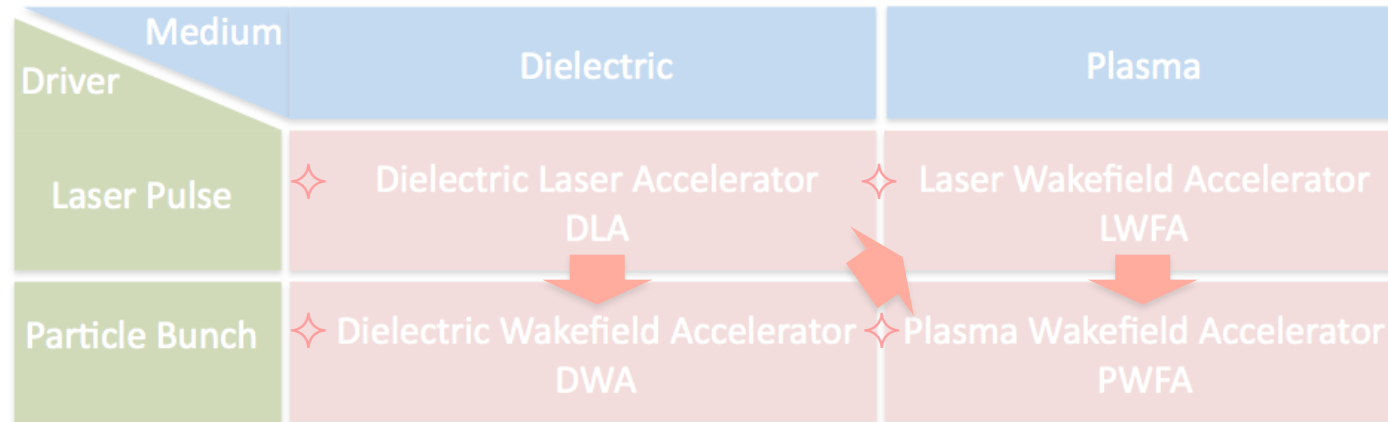 Medium
Driver
Dielectric
Plasma
Laser Pulse
Dielectric Laser Accelerator
DLA
Laser Wakefield Accelerator
LWFA
Particle Bunch
Dielectric Wakefield Accelerator
DWA
Plasma Wakefield Accelerator
PWFA